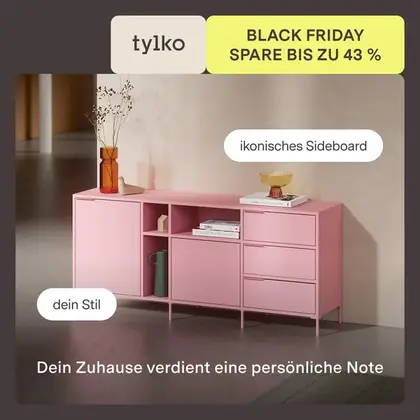 tylko
BLACK FRIDAY
SPARE BIS ZU 43 %
ikonisches Sideboard
dein Stil
Dein Zuhause verdient eine persönliche Note